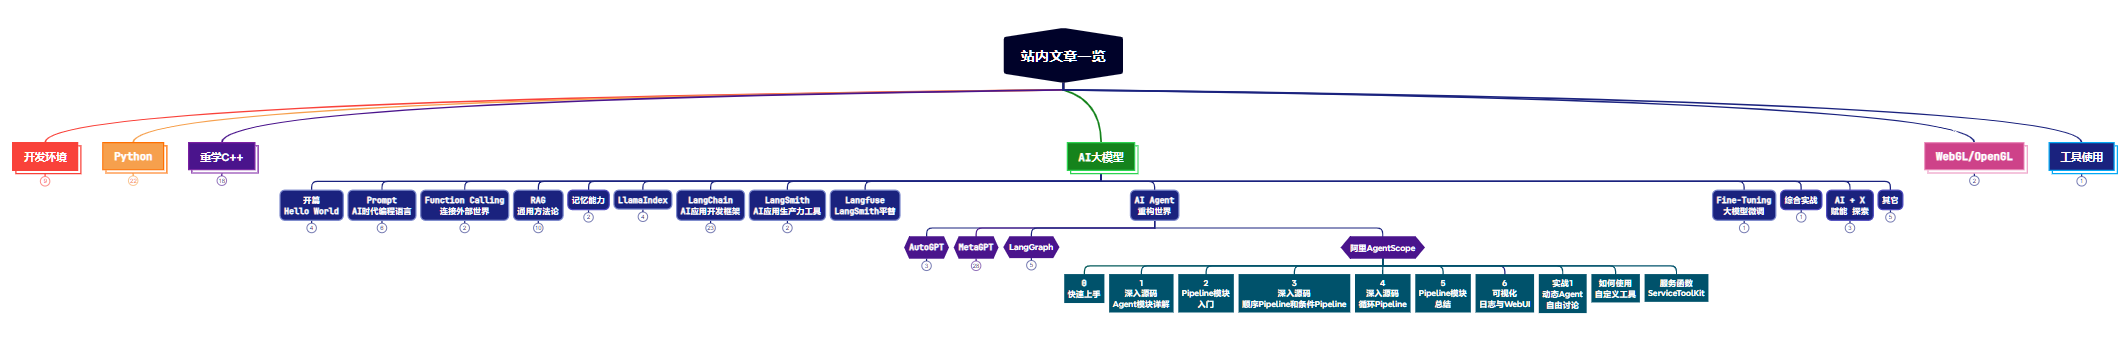 站内文章一览
开发环境
9
Python
22
重学C++
18
AI大模型
WebGL/OpenGL
2
工具使用
1
开篇
Hello World
4
Prompt
AI时代编程语言
6
Function Calling
连接外部世界
2
RAG
通用方法论
10
记忆能力
2
LlamaIndex
4
LangChain
AI应用开发框架
23
LangSmith
AI应用生产力工具
2
Langfuse
LangSmith平替
AI Agent
重构世界
Fine-Tuning
大模型微调
1
综合实战
1
AI + X
赋能 探索
3
其它
5
AutoGPT
3
MetaGPT
28
LangGraph
5
阿里AgentScope
0
快速上手
1
深入源码
Agent模块详解
2
Pipeline模块
入门
3
深入源码
顺序Pipeline和条件Pipeline
4
深入源码
循环Pipeline
5
Pipeline模块
总结
6
可视化
日志与WebUI
实战1
动态Agent
自由讨论
如何使用
自定义工具
服务函数
ServiceToolKit